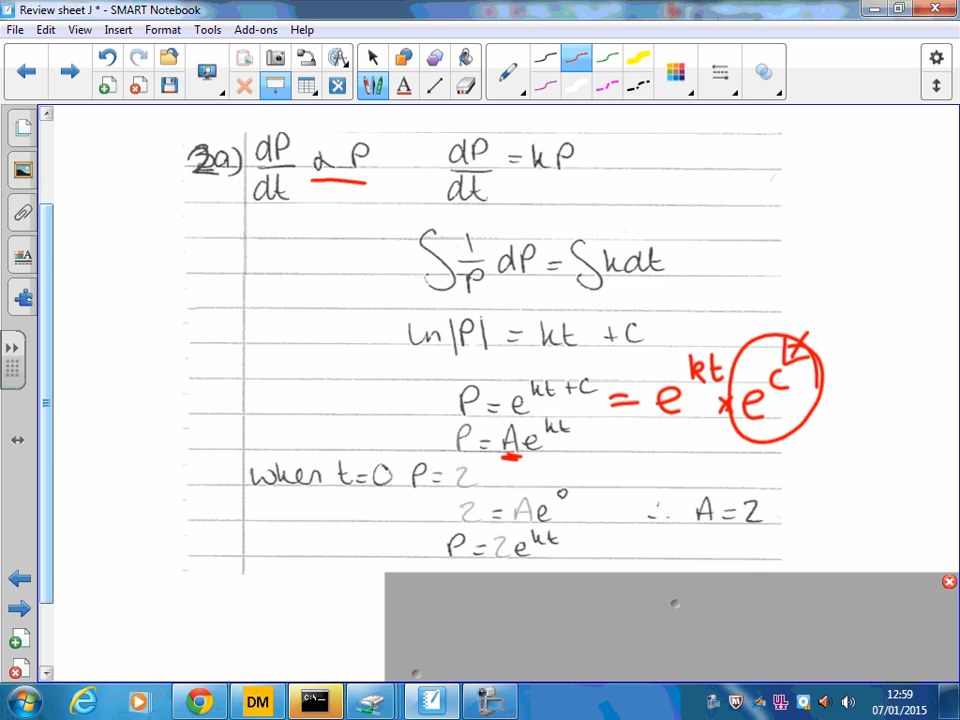 Review sheet J * - SMART Notebook
File Edit View Insert Format Tools Add-ons Help
2a) dP/dt ∝ P dP/dt = kP
∫ 1/P dP = ∫ k dt
ln|P| = kt + C
P = e^(kt + C) = e^(kt) × e^C
P = Ae^(kt)
when t=0 P=2
2 = Ae^0 ∴ A = 2
P = 2e^(kt)
DM
C:\
12:59
07/01/2015